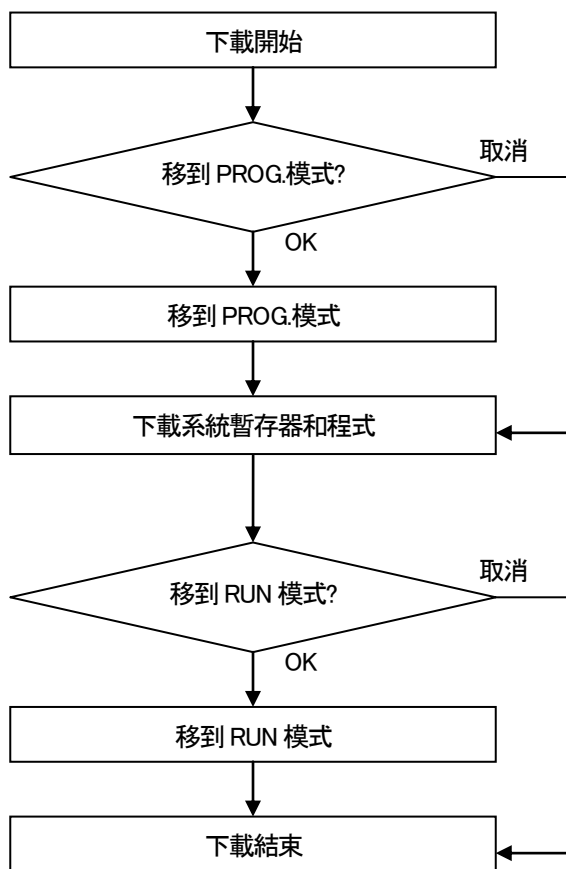 下載開始
移到 PROG.模式?
取消
OK
移到 PROG.模式
下載系統暫存器和程式
移到 RUN 模式?
取消
OK
移到 RUN 模式
下載結束